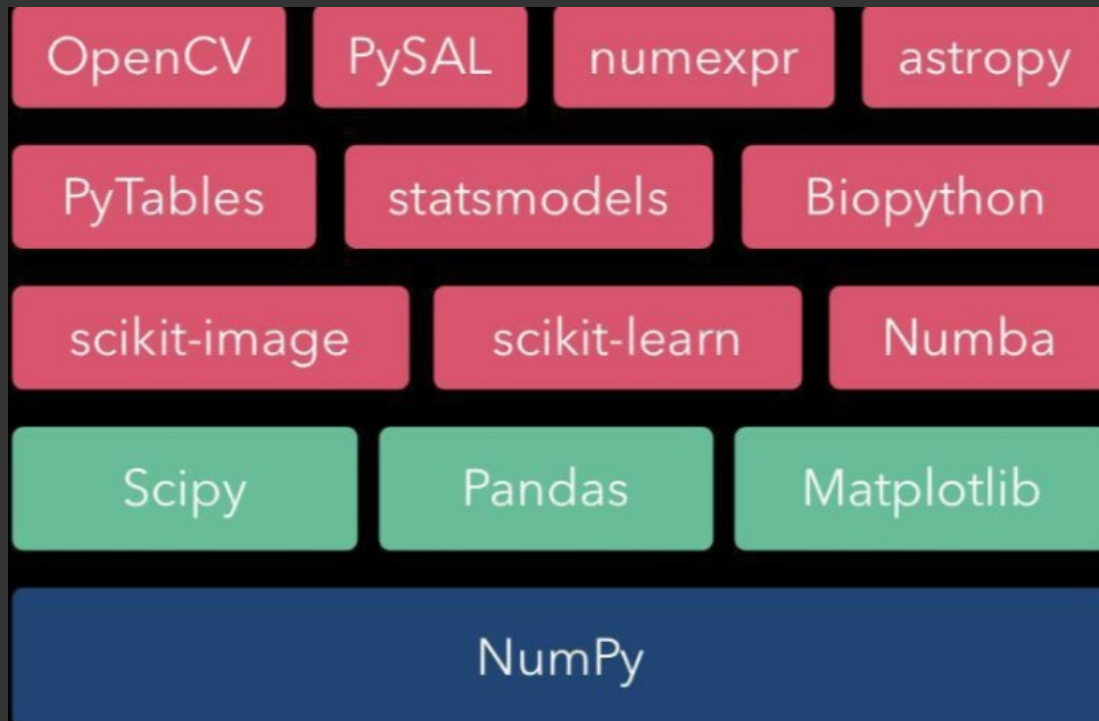 OpenCV PySAL numexpr astropy
PyTables statsmodels Biopython
scikit-image scikit-learn Numba
Scipy Pandas Matplotlib
NumPy